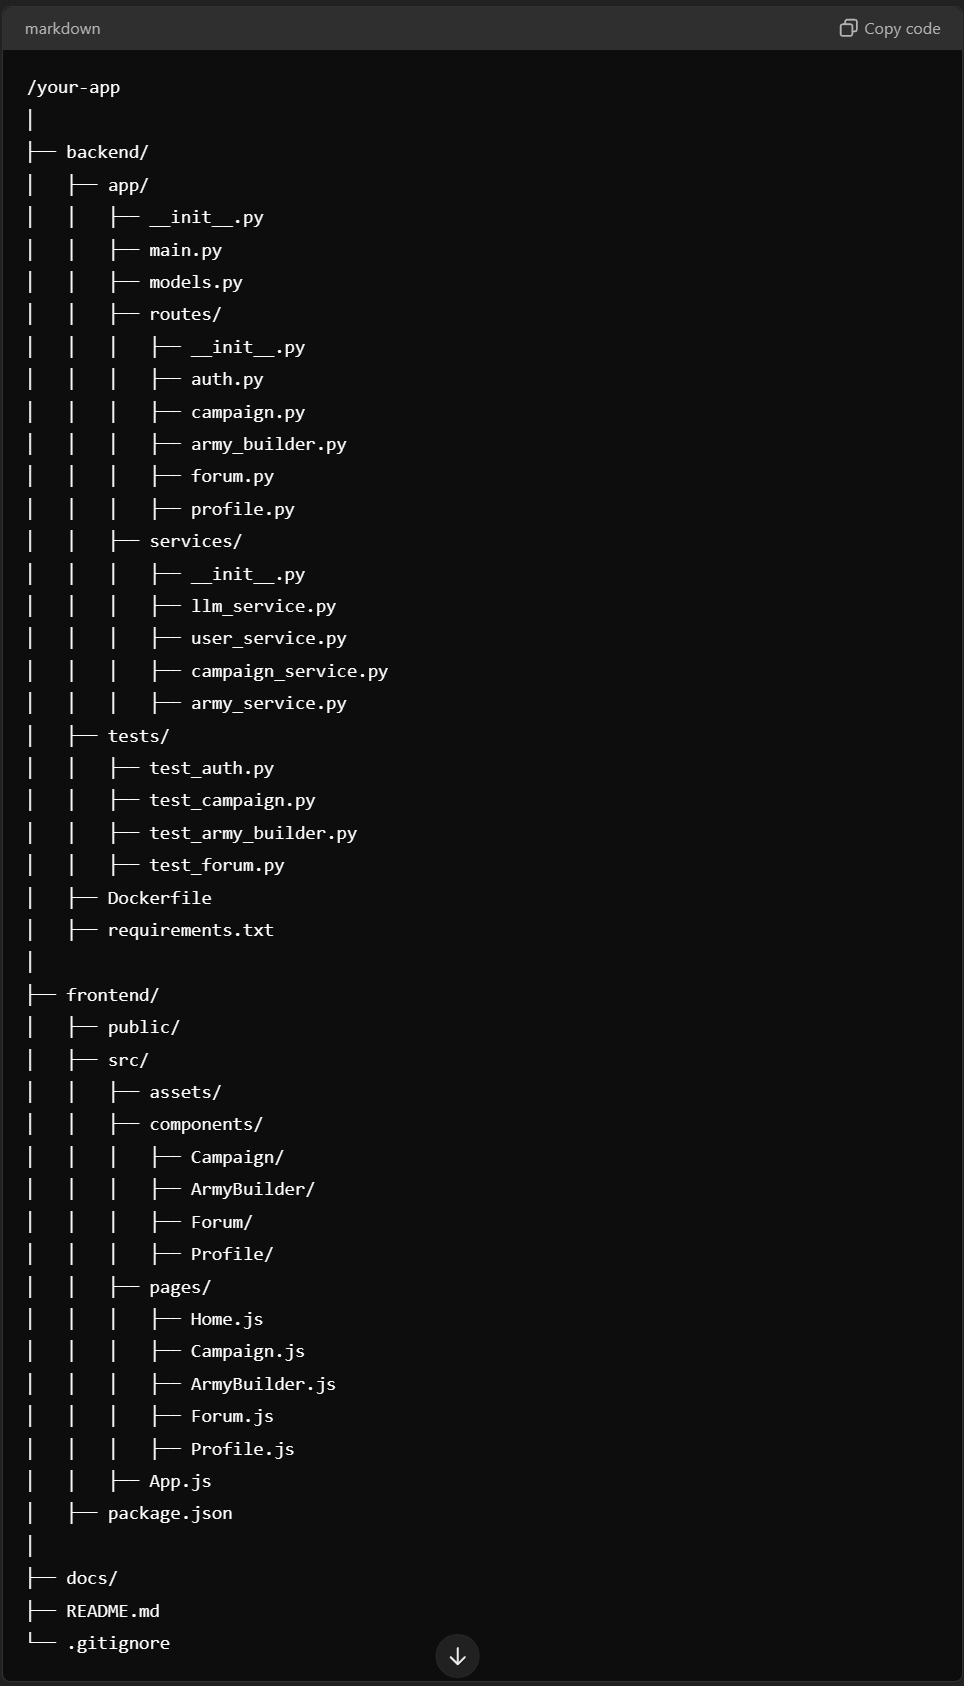 markdown
Copy code
/your-app
│
├── backend/
│   ├── app/
│   │   ├── __init__.py
│   │   ├── main.py
│   │   ├── models.py
│   │   ├── routes/
│   │   │   ├── __init__.py
│   │   │   ├── auth.py
│   │   │   ├── campaign.py
│   │   │   ├── army_builder.py
│   │   │   ├── forum.py
│   │   │   ├── profile.py
│   │   ├── services/
│   │   │   ├── __init__.py
│   │   │   ├── llm_service.py
│   │   │   ├── user_service.py
│   │   │   ├── campaign_service.py
│   │   │   ├── army_service.py
│   ├── tests/
│   │   ├── test_auth.py
│   │   ├── test_campaign.py
│   │   ├── test_army_builder.py
│   │   ├── test_forum.py
│   ├── Dockerfile
│   ├── requirements.txt
│
├── frontend/
│   ├── public/
│   ├── src/
│   │   ├── assets/
│   │   ├── components/
│   │   │   ├── Campaign/
│   │   │   ├── ArmyBuilder/
│   │   │   ├── Forum/
│   │   │   ├── Profile/
│   │   ├── pages/
│   │   │   ├── Home.js
│   │   │   ├── Campaign.js
│   │   │   ├── ArmyBuilder.js
│   │   │   ├── Forum.js
│   │   │   ├── Profile.js
│   │   ├── App.js
│   ├── package.json
│
├── docs/
├── README.md
└── .gitignore